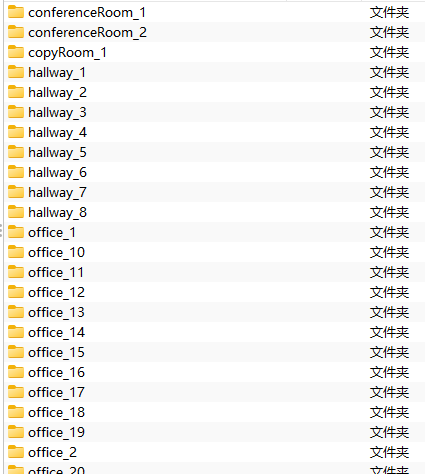 conferenceRoom_1 文件夹
conferenceRoom_2 文件夹
copyRoom_1 文件夹
hallway_1 文件夹
hallway_2 文件夹
hallway_3 文件夹
hallway_4 文件夹
hallway_5 文件夹
hallway_6 文件夹
hallway_7 文件夹
hallway_8 文件夹
office_1 文件夹
office_10 文件夹
office_11 文件夹
office_12 文件夹
office_13 文件夹
office_14 文件夹
office_15 文件夹
office_16 文件夹
office_17 文件夹
office_18 文件夹
office_19 文件夹
office_2 文件夹
office_20 文件夹